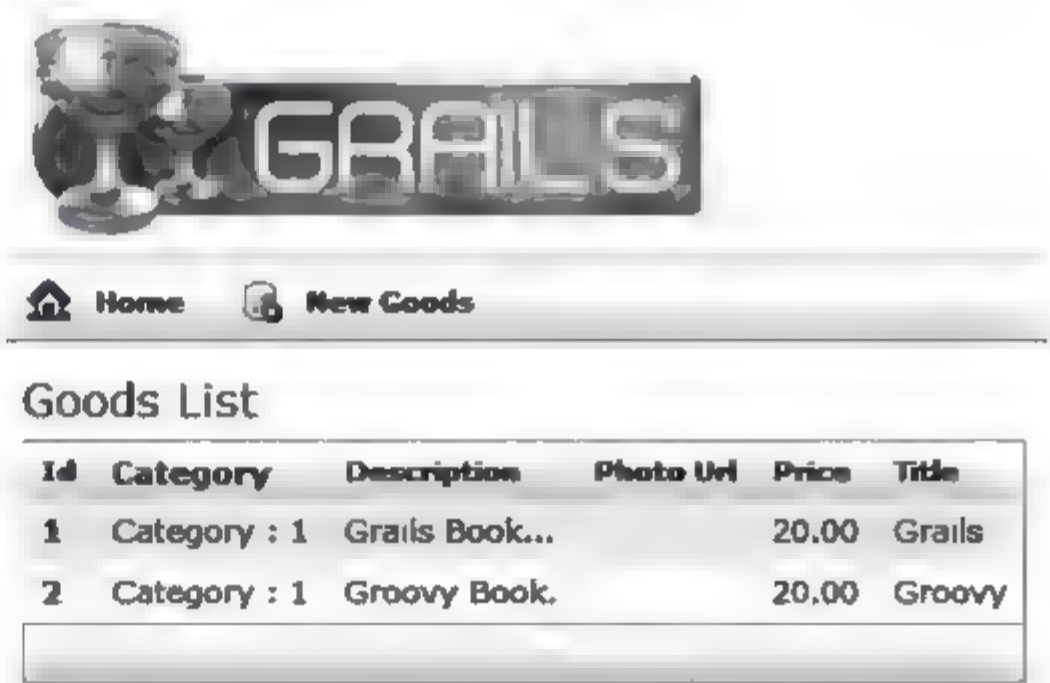 GRAILS
Home New Goods
Goods List
Id Category Description Photo Url Price Title
1 Category : 1 Grails Book... 20.00 Grails
2 Category : 1 Groovy Book. 20.00 Groovy